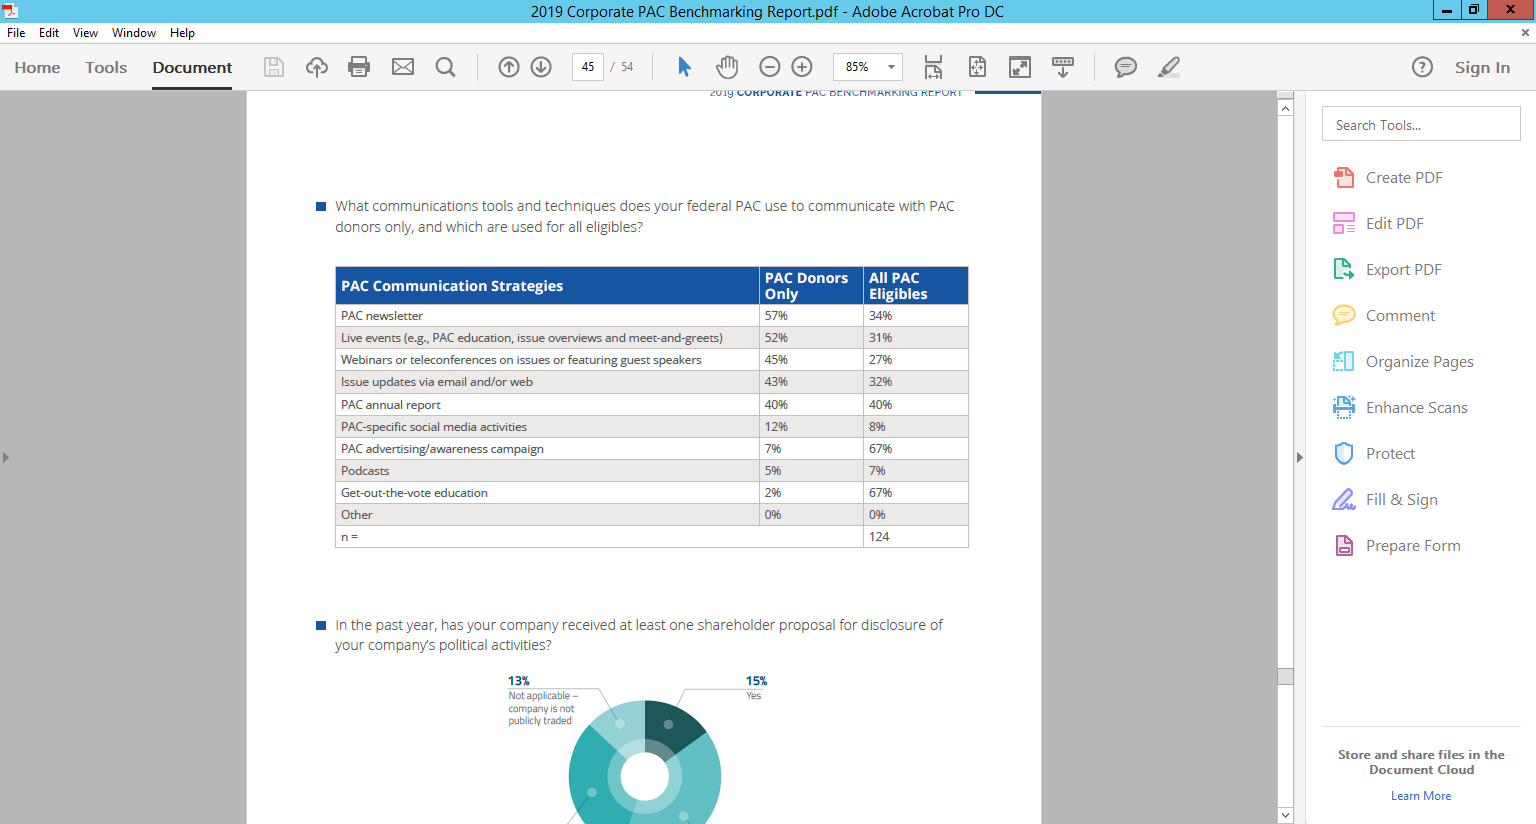 2019 Corporate PAC Benchmarking Report.pdf - Adobe Acrobat Pro DC
File Edit View Window Help
Home Tools Document 45 / 54 85% Sign In
2019 CORPORATE PAC BENCHMARKING REPORT
What communications tools and techniques does your federal PAC use to communicate with PAC
donors only, and which are used for all eligibles?
PAC Communication Strategies PAC Donors Only All PAC Eligibles
PAC newsletter 57% 34%
Live events (e.g., PAC education, issue overviews and meet-and-greets) 52% 31%
Webinars or teleconferences on issues or featuring guest speakers 45% 27%
Issue updates via email and/or web 43% 32%
PAC annual report 40% 40%
PAC-specific social media activities 12% 8%
PAC advertising/awareness campaign 7% 67%
Podcasts 5% 7%
Get-out-the-vote education 2% 67%
Other 0% 0%
n = 124
In the past year, has your company received at least one shareholder proposal for disclosure of
your company's political activities?
13%
Not applicable –
company is not
publicly traded
15%
Yes
Search Tools...
Create PDF
Edit PDF
Export PDF
Comment
Organize Pages
Enhance Scans
Protect
Fill & Sign
Prepare Form
Store and share files in the
Document Cloud
Learn More